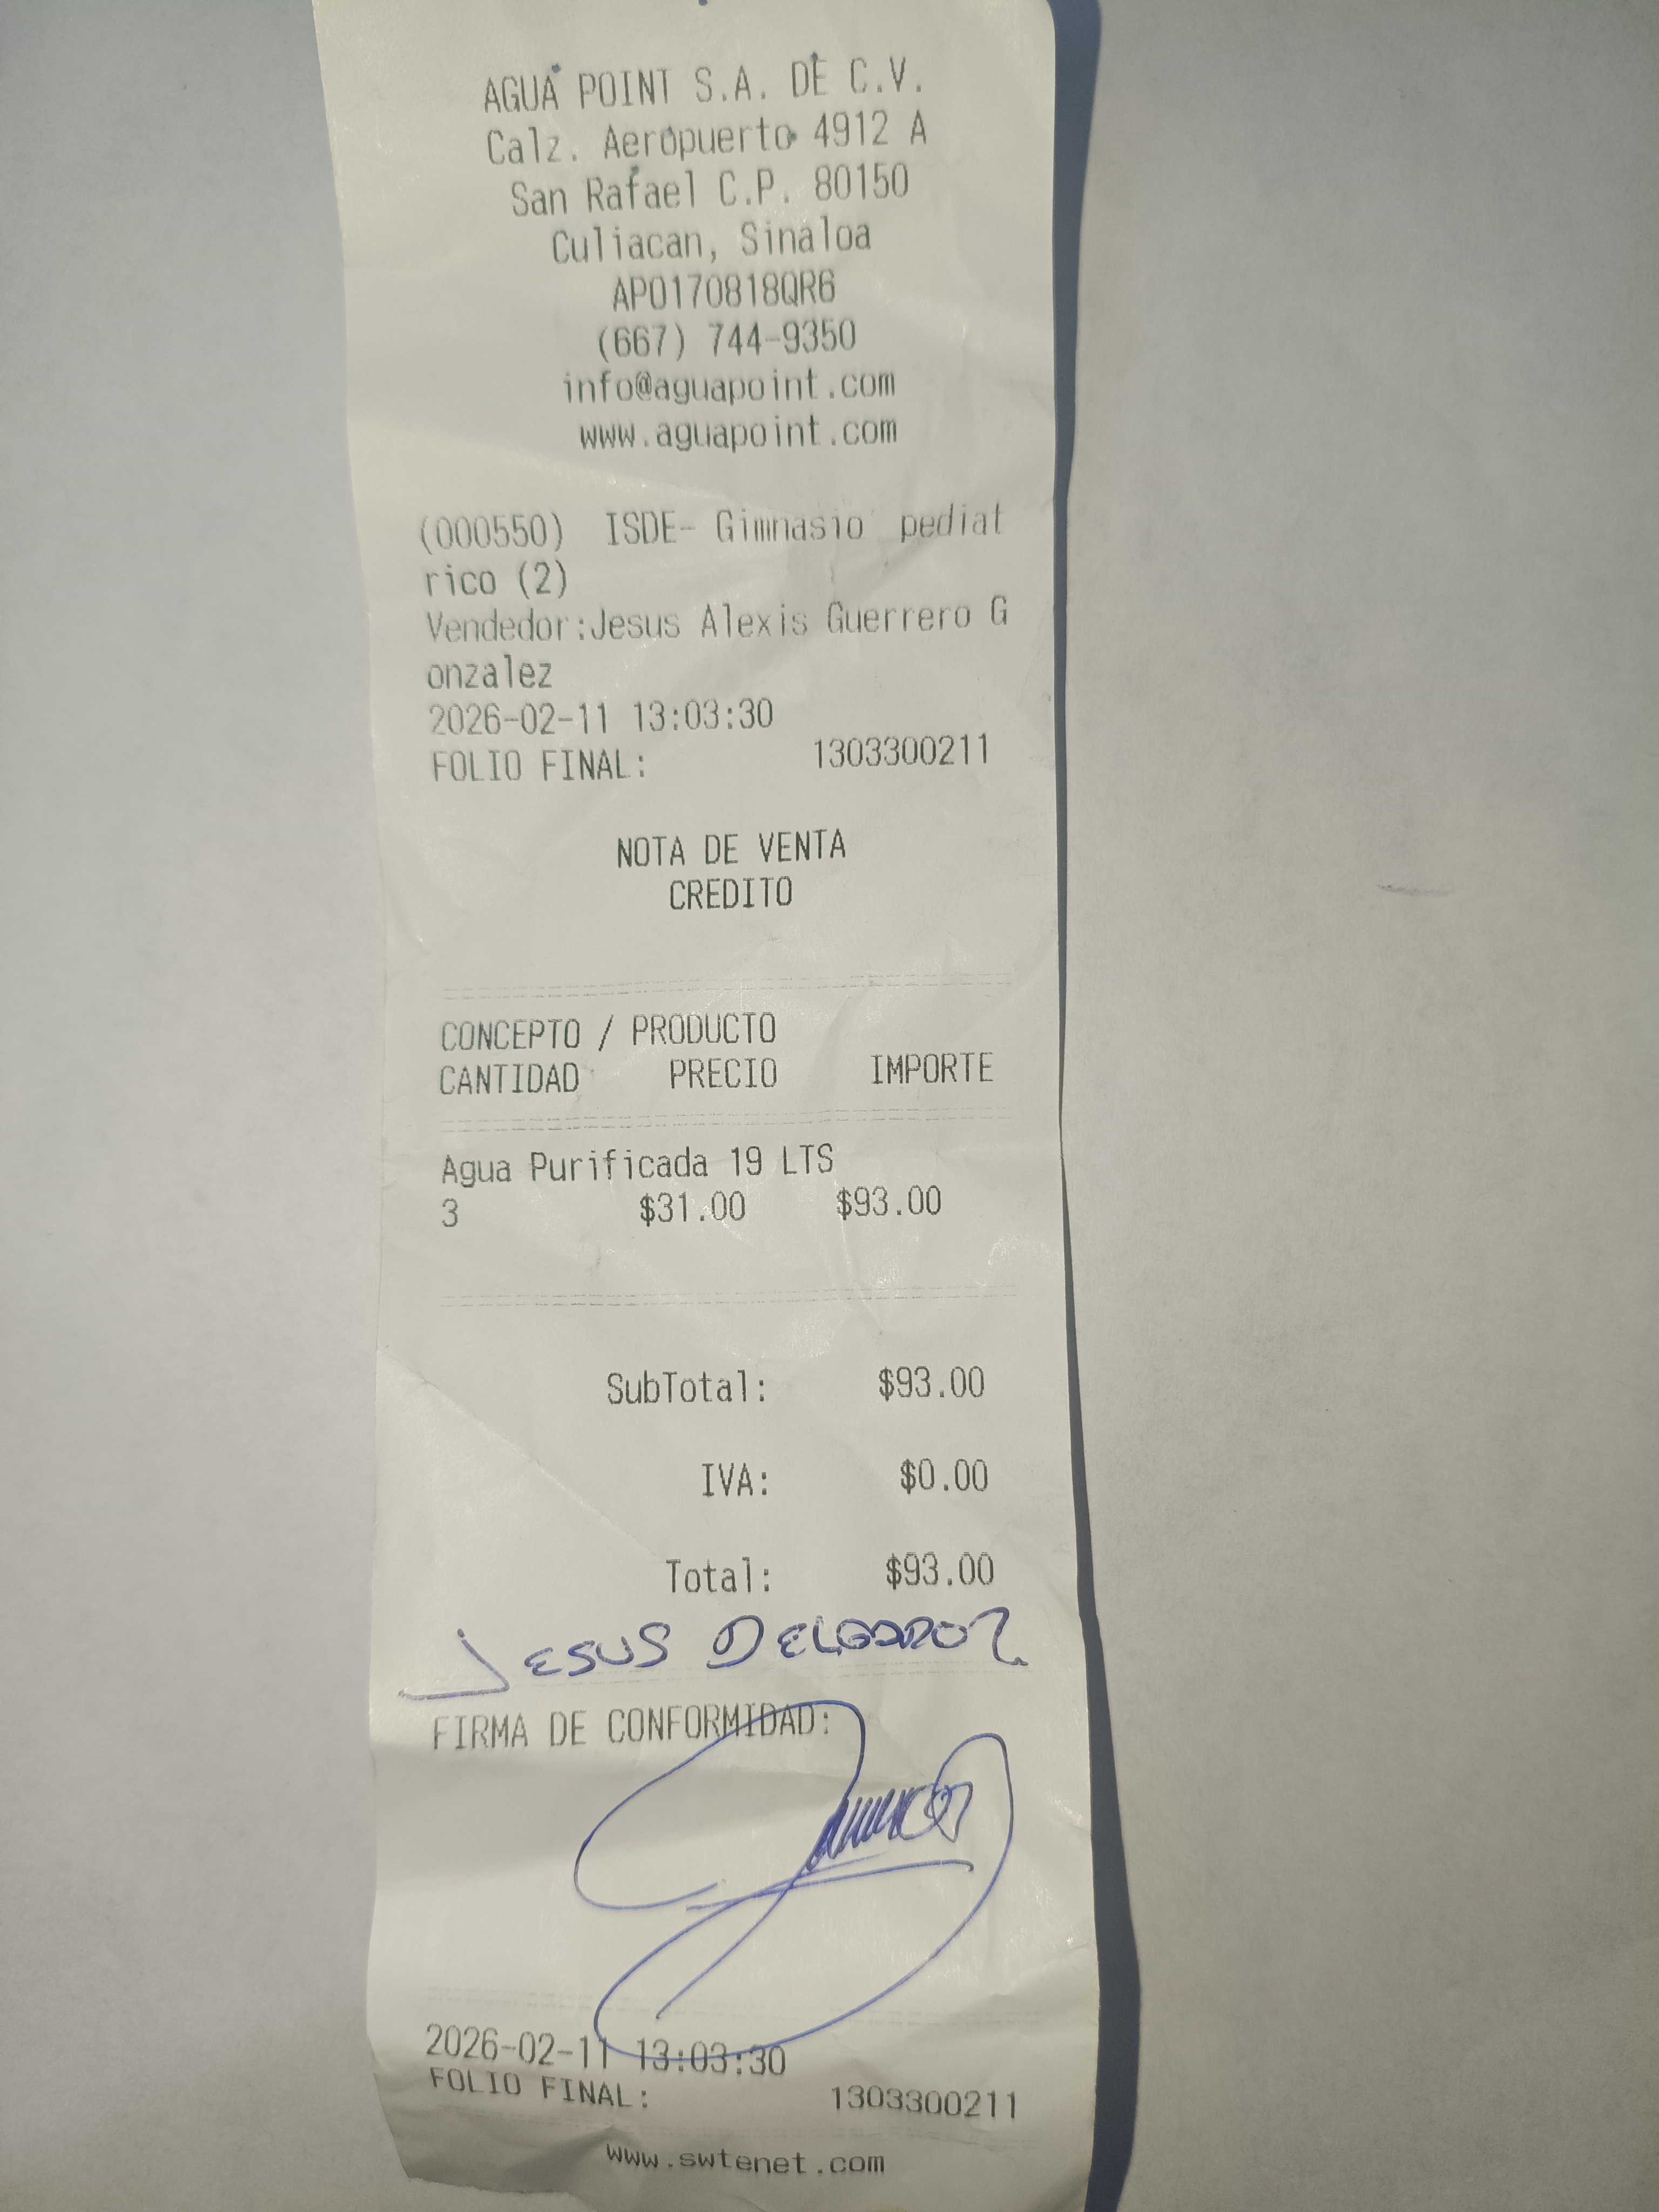 AGUA POINT S.A. DE C.V.
Calz. Aeropuerto 4912 A
San Rafael C.P. 80150
Culiacan, Sinaloa
APO170818QR6
(667) 744-9350
info@aguapoint.com
www.aguapoint.com
(000550) ISDE- Gimnasio pediat
rico (2)
Vendedor:Jesus Alexis Guerrero G
onzalez
2026-02-11 13:03:30
FOLIO FINAL: 1303300211
NOTA DE VENTA
CREDITO
CONCEPTO / PRODUCTO
CANTIDAD PRECIO IMPORTE
Agua Purificada 19 LTS
3 $31.00 $93.00
SubTotal: $93.00
IVA: $0.00
Total: $93.00
JESUS DELGADO
FIRMA DE CONFORMIDAD:
2026-02-11 13:03:30
FOLIO FINAL: 1303300211
www.swtenet.com